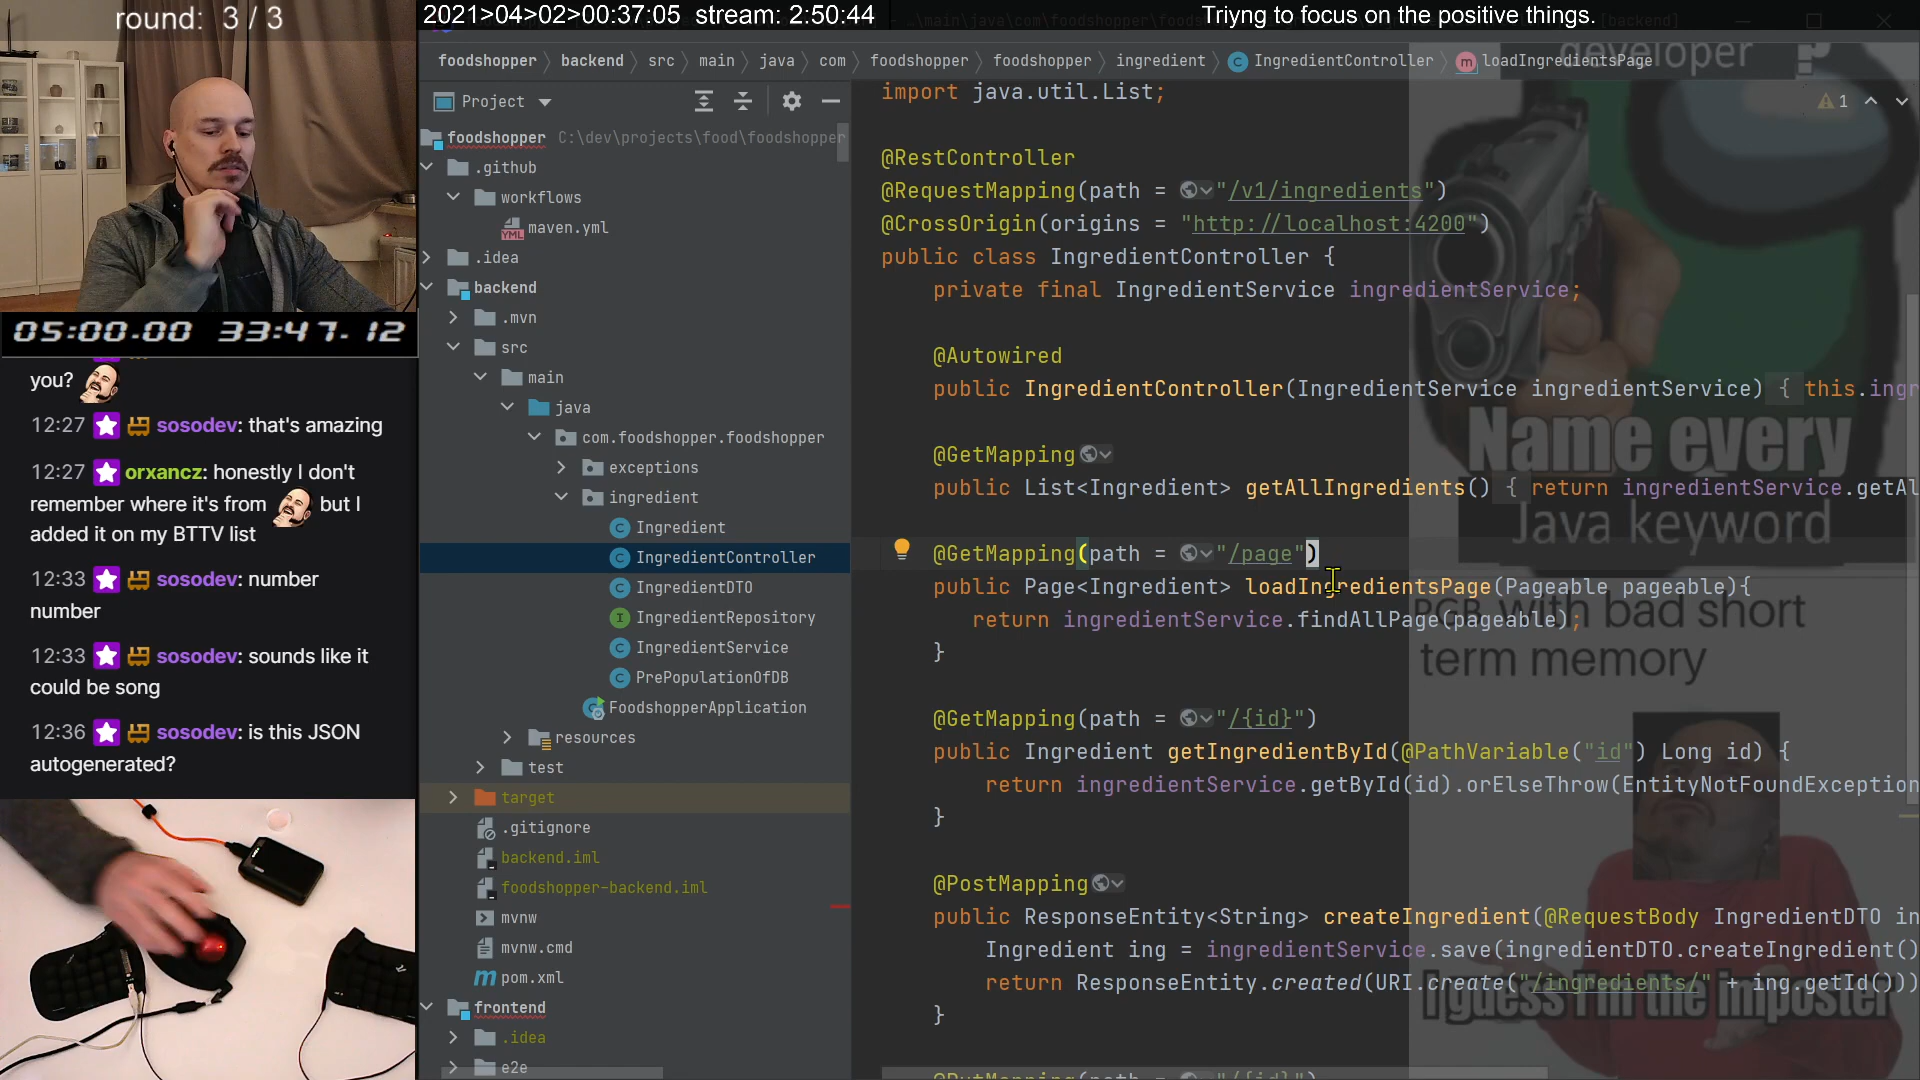 round: 3 / 3
2021>04>02>00:37:05 stream: 2:50:44
Triyng to focus on the positive things.
05:00.00 33:47.12
you?
12:27 sosodev: that's amazing
12:27 orxancz: honestly I don't
remember where it's from but I
added it on my BTTV list
12:33 sosodev: number
number
12:33 sosodev: sounds like it
could be song
12:36 sosodev: is this JSON
autogenerated?
foodshopper backend src main java com foodshopper foodshopper ingredient IngredientController loadIngredientsPage
Project
foodshopper C:\dev\projects\food\foodshopper
.github
workflows
maven.yml
.idea
backend
.mvn
src
main
java
com.foodshopper.foodshopper
exceptions
ingredient
Ingredient
IngredientController
IngredientDTO
IngredientRepository
IngredientService
PrePopulationOfDB
FoodshopperApplication
resources
test
target
.gitignore
backend.iml
foodshopper-backend.iml
mvnw
mvnw.cmd
pom.xml
frontend
.idea
e2e
1
import java.util.List;
@RestController
@RequestMapping(path = "/v1/ingredients")
@CrossOrigin(origins = "http://localhost:4200")
public class IngredientController {
private final IngredientService ingredientService;
@Autowired
public IngredientController(IngredientService ingredientService) { this.ingr
@GetMapping
public List<Ingredient> getAllIngredients() { return ingredientService.getAl
@GetMapping(path = "/page")
public Page<Ingredient> loadIngredientsPage(Pageable pageable){
return ingredientService.findAllPage(pageable);
}
@GetMapping(path = "/{id}")
public Ingredient getIngredientById(@PathVariable("id") Long id) {
return ingredientService.getById(id).orElseThrow(EntityNotFoundException
}
@PostMapping
public ResponseEntity<String> createIngredient(@RequestBody IngredientDTO in
Ingredient ing = ingredientService.save(ingredientDTO.createIngredient()
return ResponseEntity.created(URI.create("/ingredients/" + ing.getId()))
}
@PutMapping(path = "/{id}")
developer ?
Name every
Java keyword
PGB with bad short
term memory
I guess I'm the imposter